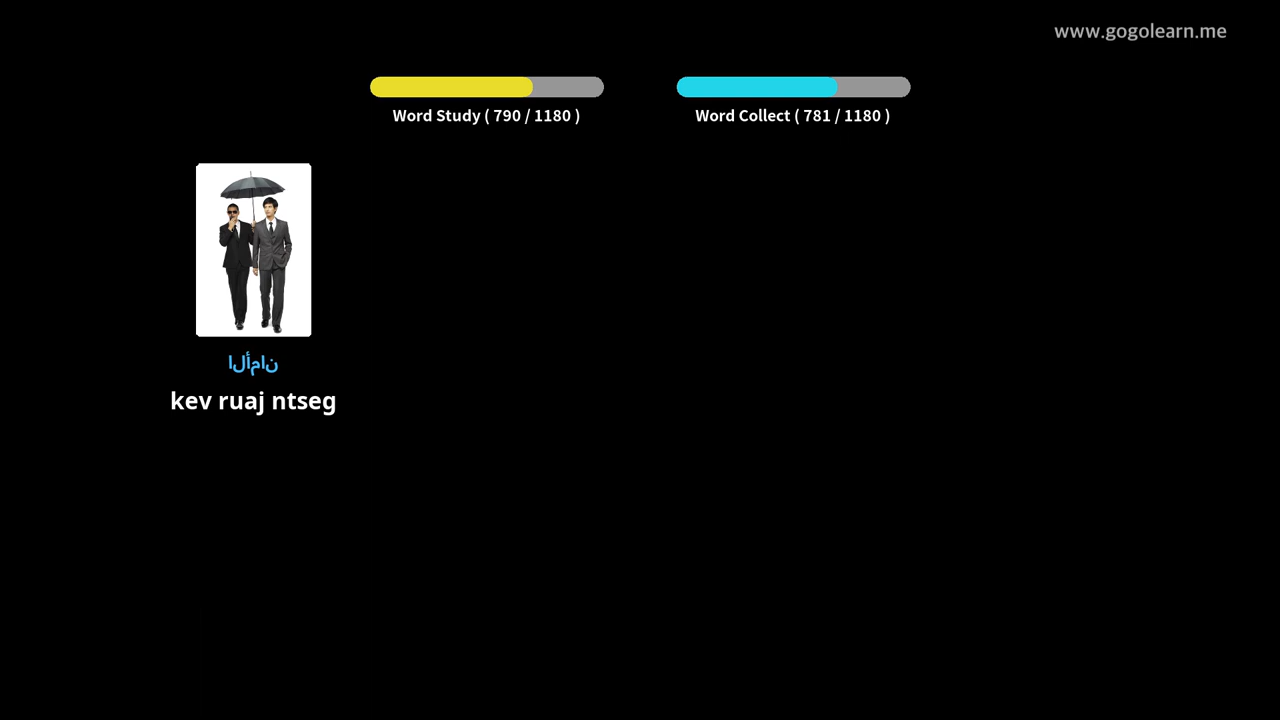 www.gogolearn.me
Word Study ( 790 / 1180 )
Word Collect ( 781 / 1180 )
الأمان
kev ruaj ntseg